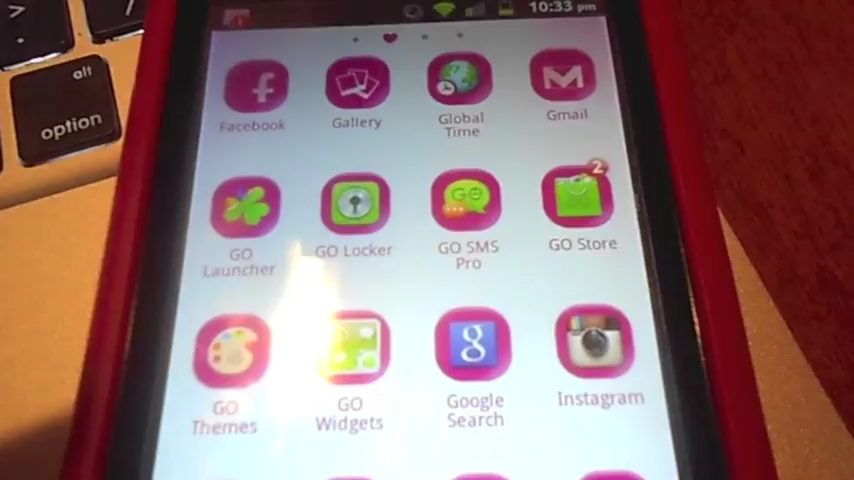 10:33 pm
alt
option
Facebook
Gallery
Global
Time
Gmail
GO
Launcher
GO Locker
GO
GO SMS
Pro
2
GO Store
GO
Themes
GO
Widgets
g
Google
Search
Instagram